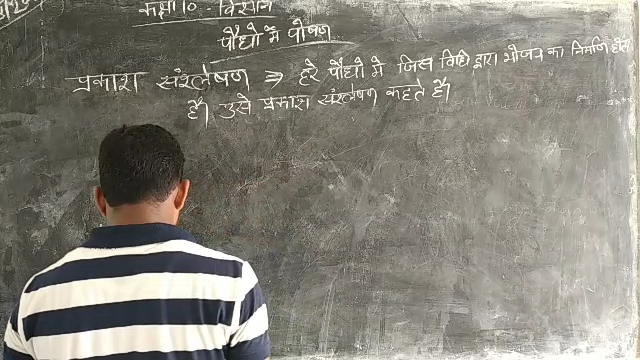 कक्षा 10 - विज्ञान
पौधों में पोषण
प्रकाश संश्लेषण ⇒ हरे पौधों में जिस विधि द्वारा भोजन का निर्माण होता
है। उसे प्रकाश संश्लेषण कहते है।